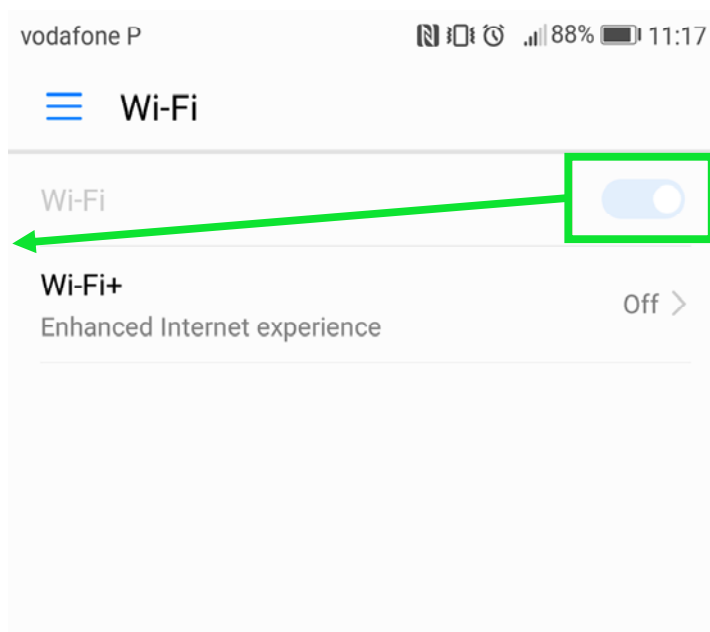 vodafone P 88% 11:17
Wi-Fi
Wi-Fi
Wi-Fi+
Off
Enhanced Internet experience